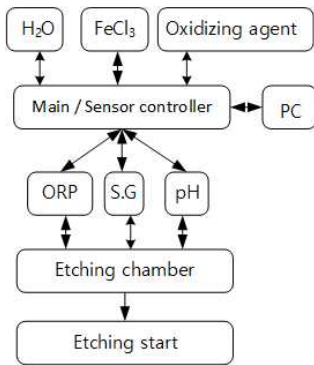 H₂O
FeCl₃
Oxidizing agent
Main / Sensor controller
PC
ORP
S.G
pH
Etching chamber
Etching start